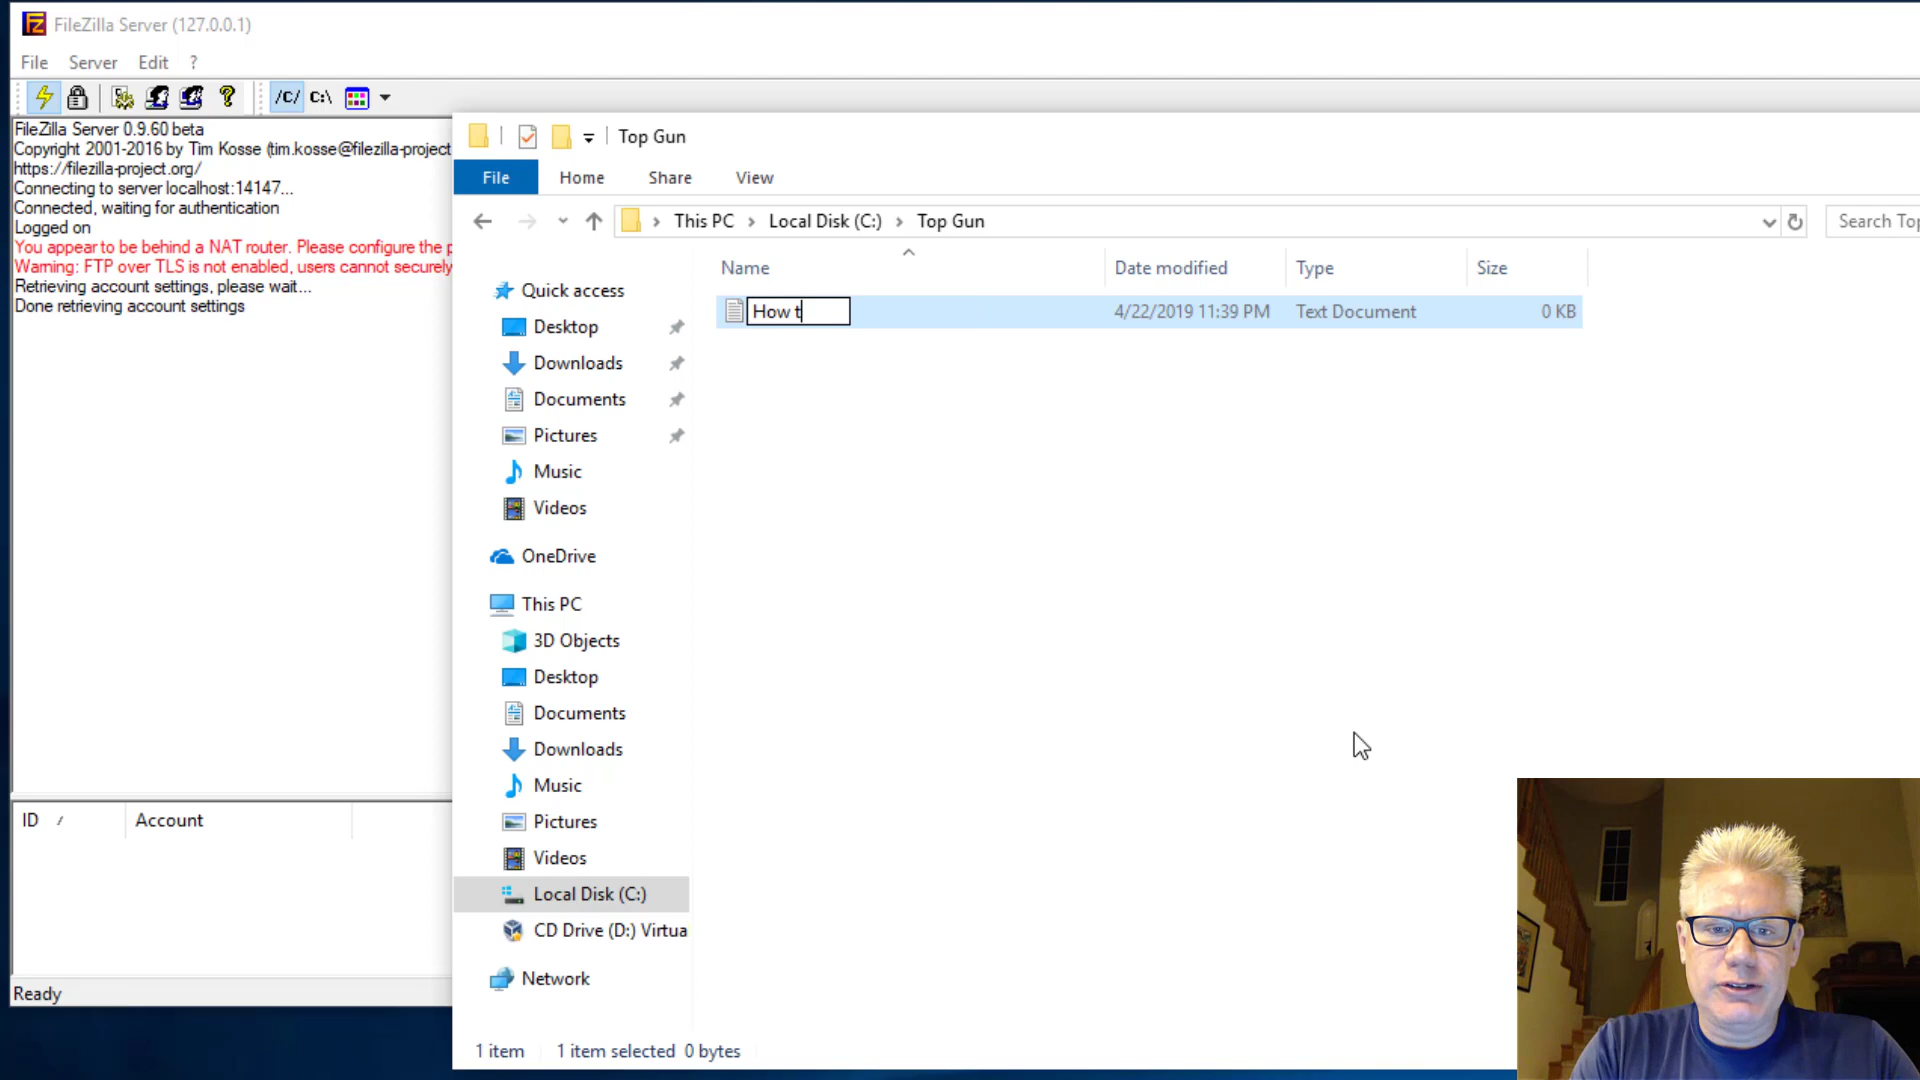 FileZilla Server (127.0.0.1)
File Server Edit ?
/C/ C:\
FileZilla Server 0.9.60 beta
Copyright 2001-2016 by Tim Kosse (tim.kosse@filezilla-project
https://filezilla-project.org/
Connecting to server localhost:14147...
Connected, waiting for authentication
Logged on
You appear to be behind a NAT router. Please configure the p
Warning: FTP over TLS is not enabled, users cannot securely
Retrieving account settings, please wait...
Done retrieving account settings
ID / Account
Ready
Top Gun
File Home Share View
This PC > Local Disk (C:) > Top Gun
Search Top
Name Date modified Type Size
How t 4/22/2019 11:39 PM Text Document 0 KB
Quick access
Desktop
Downloads
Documents
Pictures
Music
Videos
OneDrive
This PC
3D Objects
Desktop
Documents
Downloads
Music
Pictures
Videos
Local Disk (C:)
CD Drive (D:) Virtua
Network
1 item 1 item selected 0 bytes